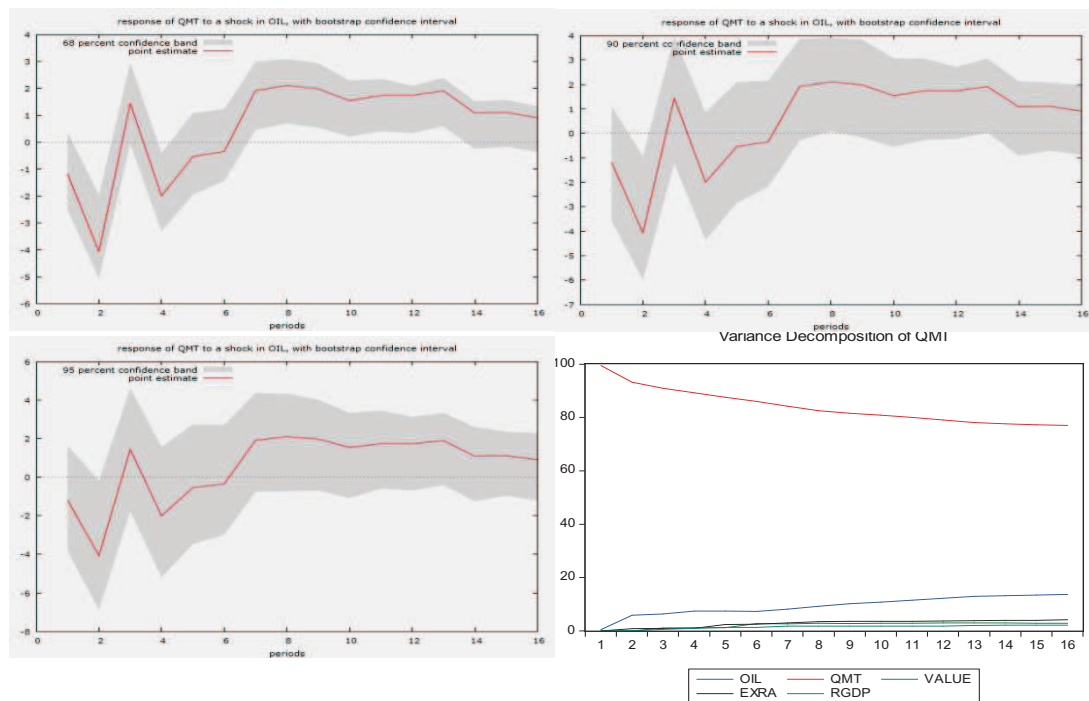 response of QMT to a shock in OIL, with bootstrap confidence interval
68 percent confidence band
point estimate
4
3
2
1
0
-1
-2
-3
-4
-5
-6
0 2 4 6 8 10 12 14 16
periods
response of QMT to a shock in OIL, with bootstrap confidence interval
90 percent confidence band
point estimate
4
3
2
1
0
-1
-2
-3
-4
-5
-6
-7
0 2 4 6 8 10 12 14 16
periods
response of QMT to a shock in OIL, with bootstrap confidence interval
95 percent confidence band
point estimate
6
4
2
0
-2
-4
-6
-8
0 2 4 6 8 10 12 14 16
periods
Variance Decomposition of QMT
100
80
60
40
20
0
1 2 3 4 5 6 7 8 9 10 11 12 13 14 15 16
OIL QMT VALUE
EXRA RGDP